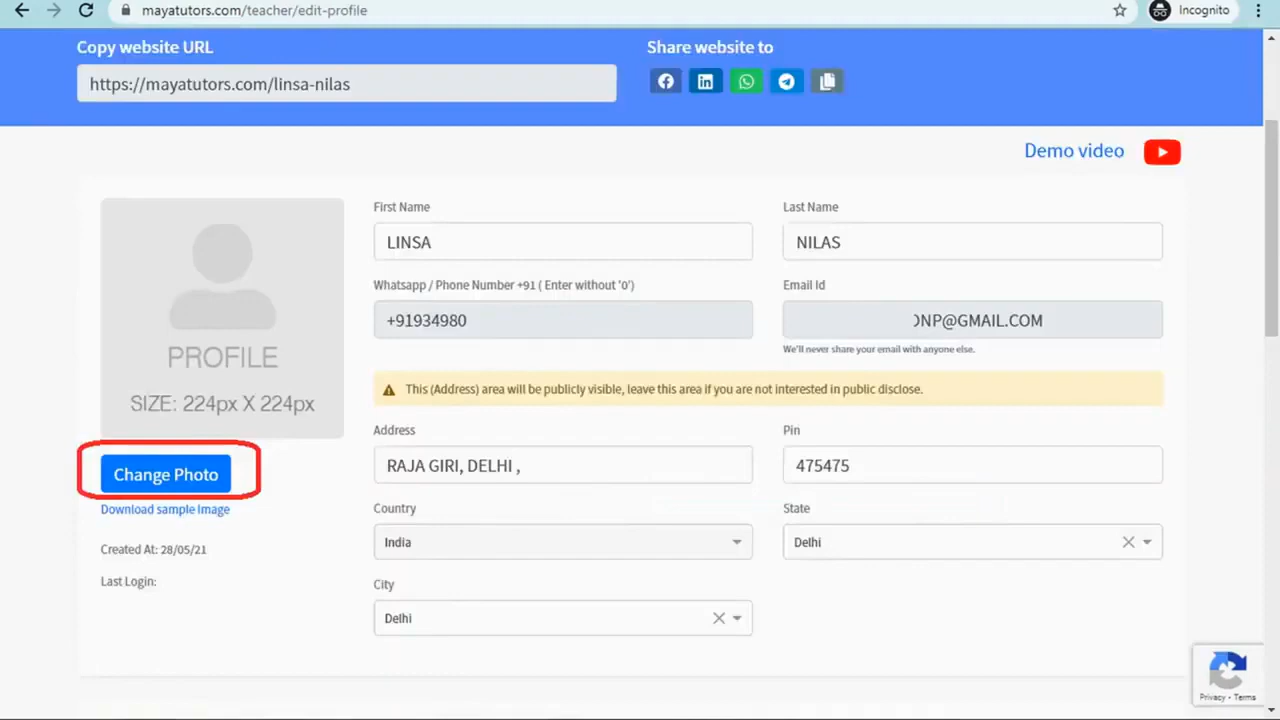 mayatutors.com/teacher/edit-profile
Incognito
Copy website URL
Share website to
https://mayatutors.com/linsa-nilas
Demo video
PROFILE
SIZE: 224px X 224px
Change Photo
Download sample Image
Created At: 28/05/21
Last Login:
First Name
Last Name
LINSA
NILAS
Whatsapp / Phone Number +91 ( Enter without '0')
Email Id
+91934980
NP@GMAIL.COM
We'll never share your email with anyone else.
This (Address) area will be publicly visible, leave this area if you are not interested in public disclose.
Address
Pin
RAJA GIRI, DELHI ,
475475
Country
State
India
Delhi
City
Delhi
Privacy - Terms